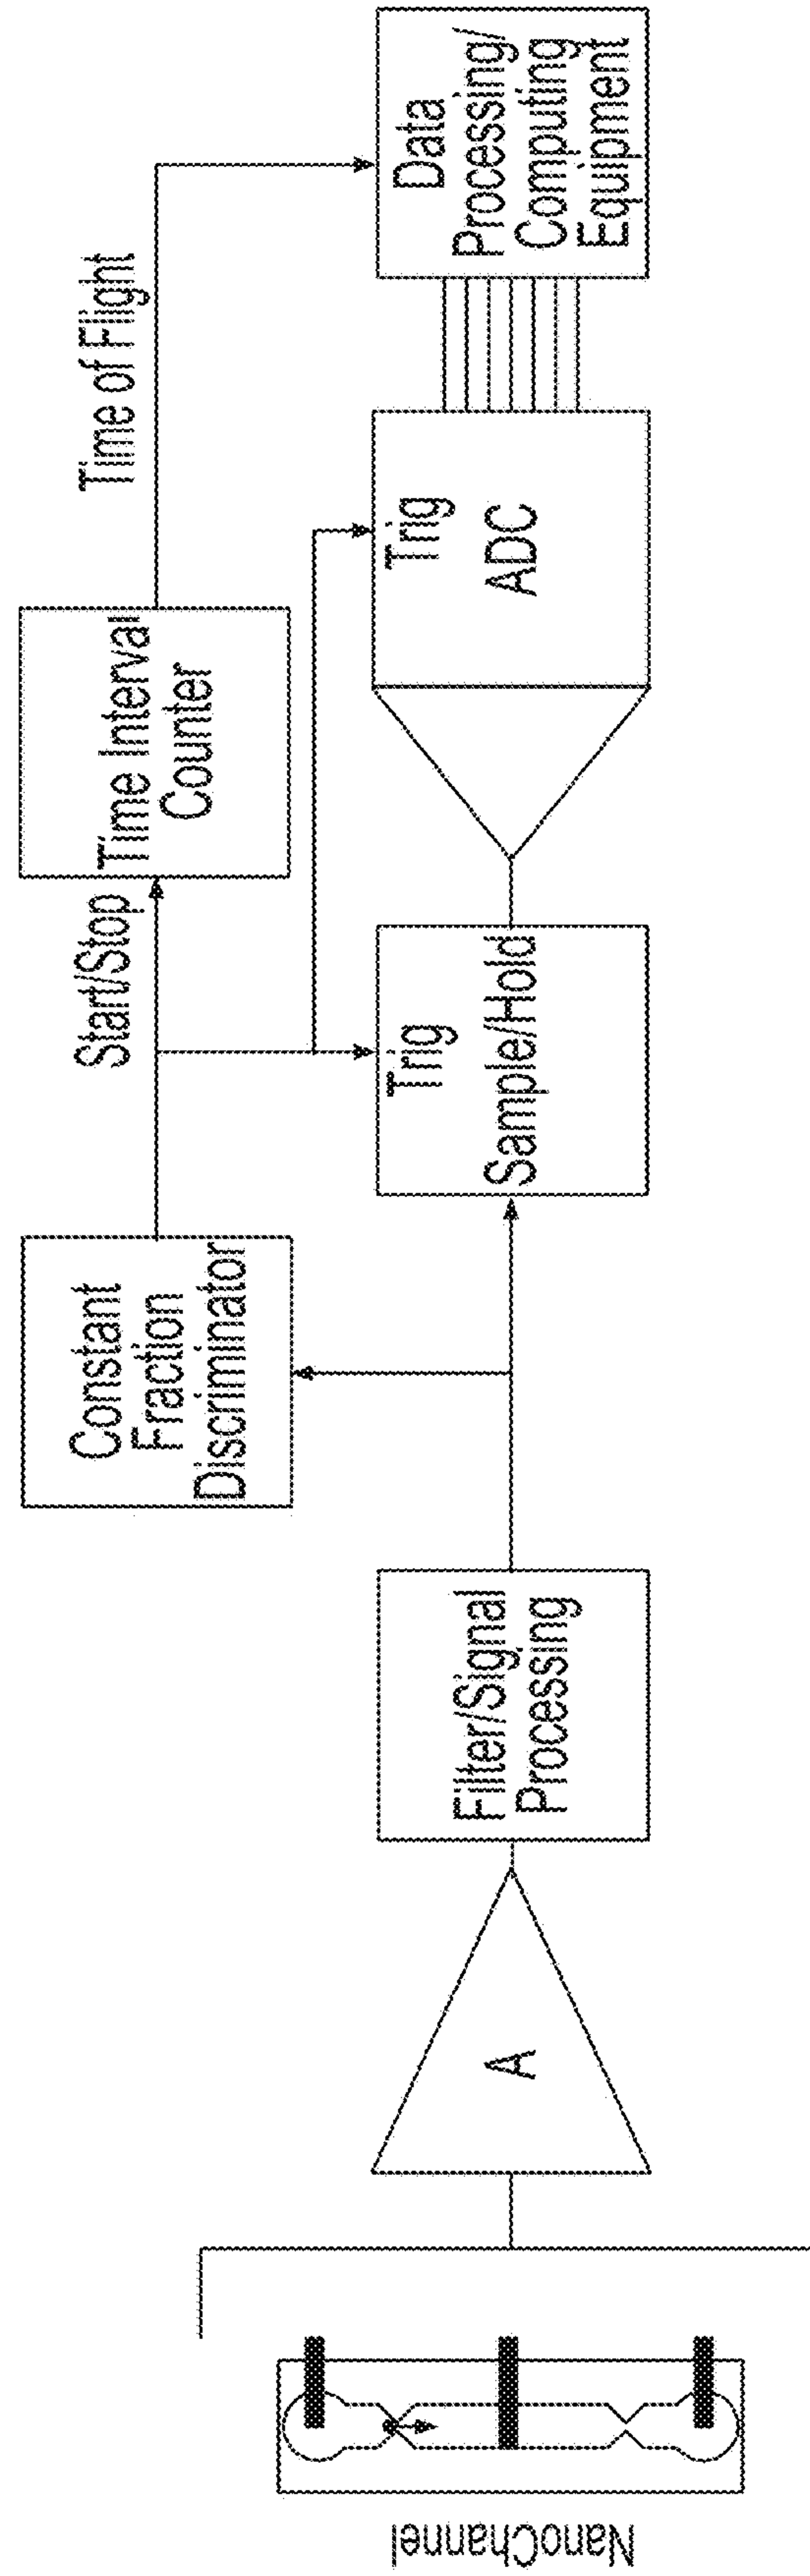 NanoChannel
A
Filter/Signal
Processing
Constant
Fraction
Discriminator
Start/Stop
Trig
Sample/Hold
Time Interval
Counter
Trig
ADC
Time of Flight
Data
Processing/
Computing
Equipment